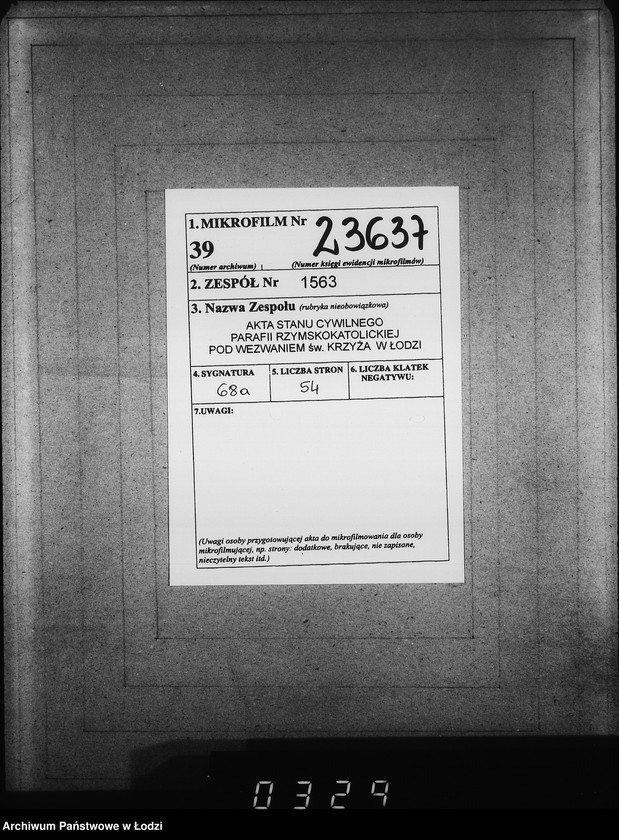 1. MIKROFILM Nr 23637
39
(Numer archiwum) (Numer księgi ewidencji mikrofilmów)
2. ZESPÓŁ Nr 1563
3. Nazwa Zespołu (rubryka nieobowiązkowa)
AKTA STANU CYWILNEGO
PARAFII RZYMSKOKATOLICKIEJ
POD WEZWANIEM św. KRZYŻA W ŁODZI
4. SYGNATURA 5. LICZBA STRON 6. LICZBA KLATEK
NEGATYWU:
68a 54
7.UWAGI:
(Uwagi osoby przygotowującej akta do mikrofilmowania dla osoby
mikrofilmującej, np. strony: dodatkowe, brakujące, nie zapisane,
nieczytelny tekst itd.)
0329
Archiwum Państwowe w Łodzi